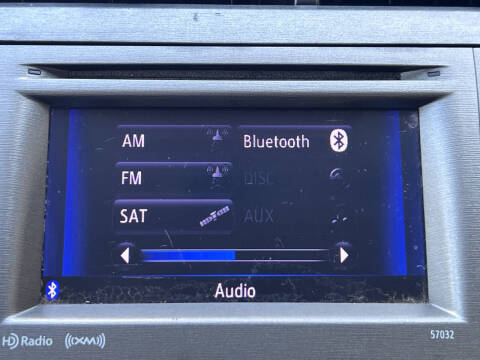 AM
Bluetooth
FM
DISC
SAT
AUX
Audio
HD Radio
((XM))
57032